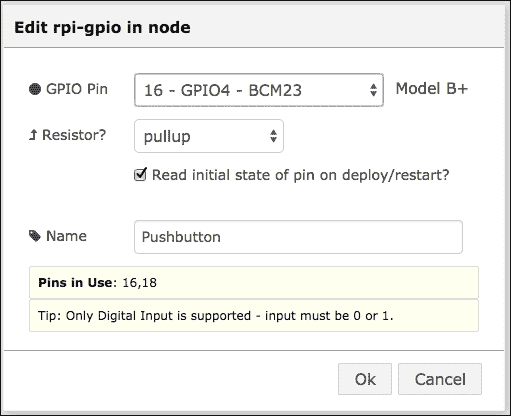 Edit rpi-gpio in node
GPIO Pin 16 - GPIO4 - BCM23 Model B+
Resistor? pullup
Read initial state of pin on deploy/restart?
Name Pushbutton
Pins in Use: 16,18
Tip: Only Digital Input is supported - input must be 0 or 1.
Ok Cancel